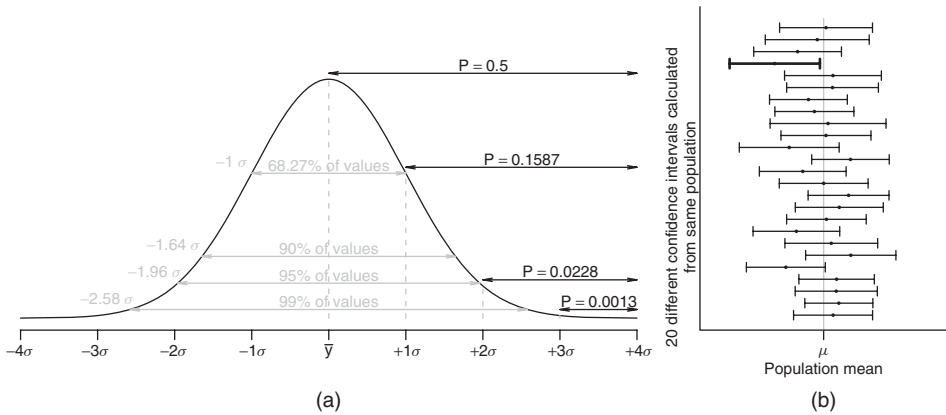 P = 0.5
−1 σ
68.27% of values
P = 0.1587
−1.64 σ
90% of values
−1.96 σ
95% of values
P = 0.0228
−2.58 σ
99% of values
P = 0.0013
−4σ −3σ −2σ −1σ y̅ +1σ +2σ +3σ +4σ
(a)
20 different confidence intervals calculated
from same population
μ
Population mean
(b)